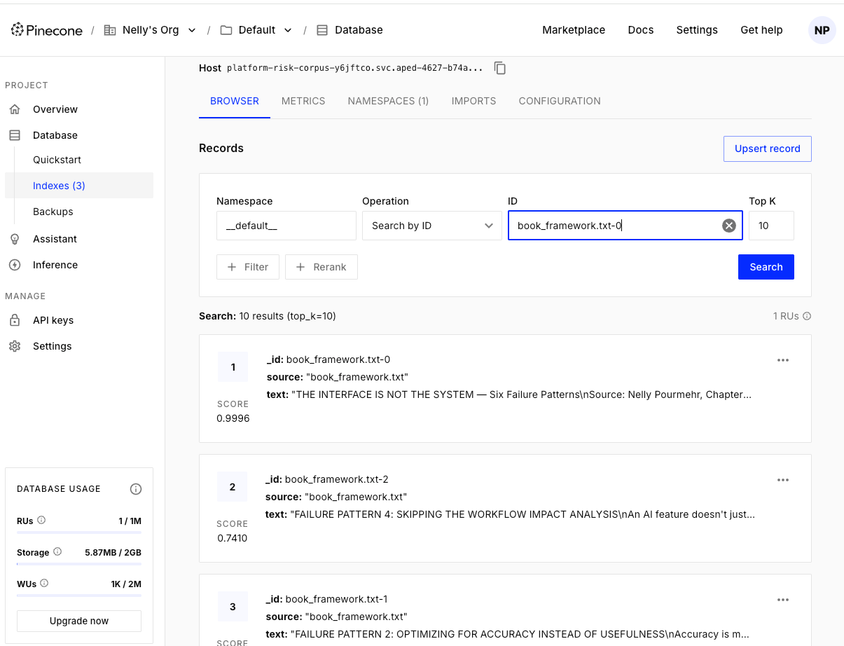 Pinecone / Nelly's Org / Default / Database Marketplace Docs Settings Get help NP
Host platform-risk-corpus-y6jftco.svc.aped-4627-b74a...
PROJECT
Overview
Database
Quickstart
Indexes (3)
Backups
Assistant
Inference
MANAGE
API keys
Settings
DATABASE USAGE
RUs 1 / 1M
Storage 5.87MB / 2GB
WUs 1K / 2M
Upgrade now
BROWSER METRICS NAMESPACES (1) IMPORTS CONFIGURATION
Records Upsert record
Namespace Operation ID Top K
__default__ Search by ID book_framework.txt-0 10
+ Filter + Rerank Search
Search: 10 results (top_k=10) 1 RUs
1
SCORE
0.9996
_id: book_framework.txt-0
source: "book_framework.txt"
text: "THE INTERFACE IS NOT THE SYSTEM — Six Failure Patterns\nSource: Nelly Pourmehr, Chapter...
2
SCORE
0.7410
_id: book_framework.txt-2
source: "book_framework.txt"
text: "FAILURE PATTERN 4: SKIPPING THE WORKFLOW IMPACT ANALYSIS\nAn AI feature doesn't just...
3
SCORE
_id: book_framework.txt-1
source: "book_framework.txt"
text: "FAILURE PATTERN 2: OPTIMIZING FOR ACCURACY INSTEAD OF USEFULNESS\nAccuracy is m...